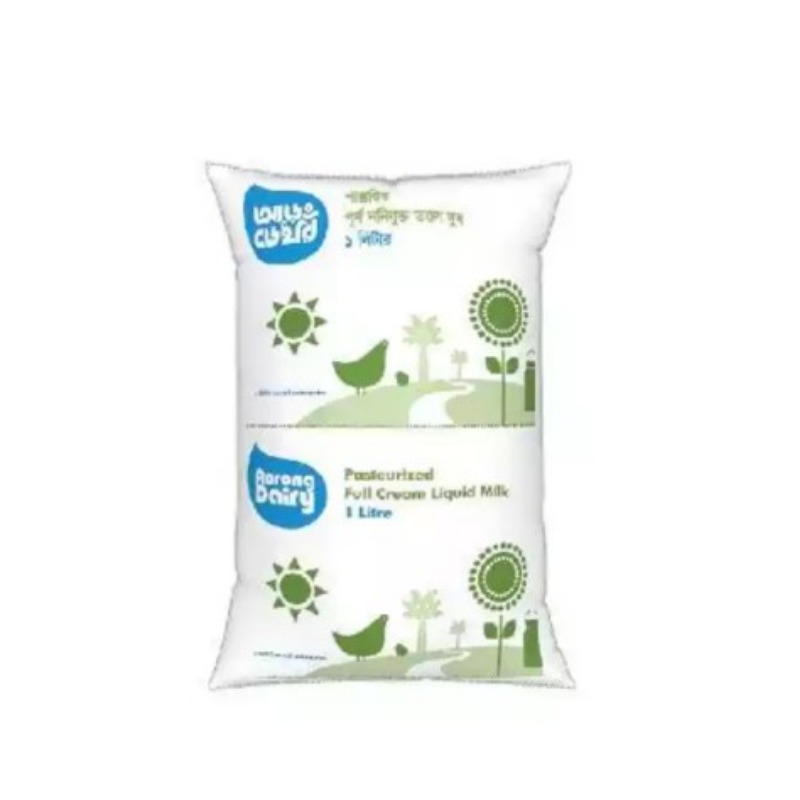 আড়ং
ডেইরি
পাস্তুরিত
পূর্ণ ননিযুক্ত তরল দুধ
১ লিটার
Aarong
Dairy
Pasteurized
Full Cream Liquid Milk
1 Litre